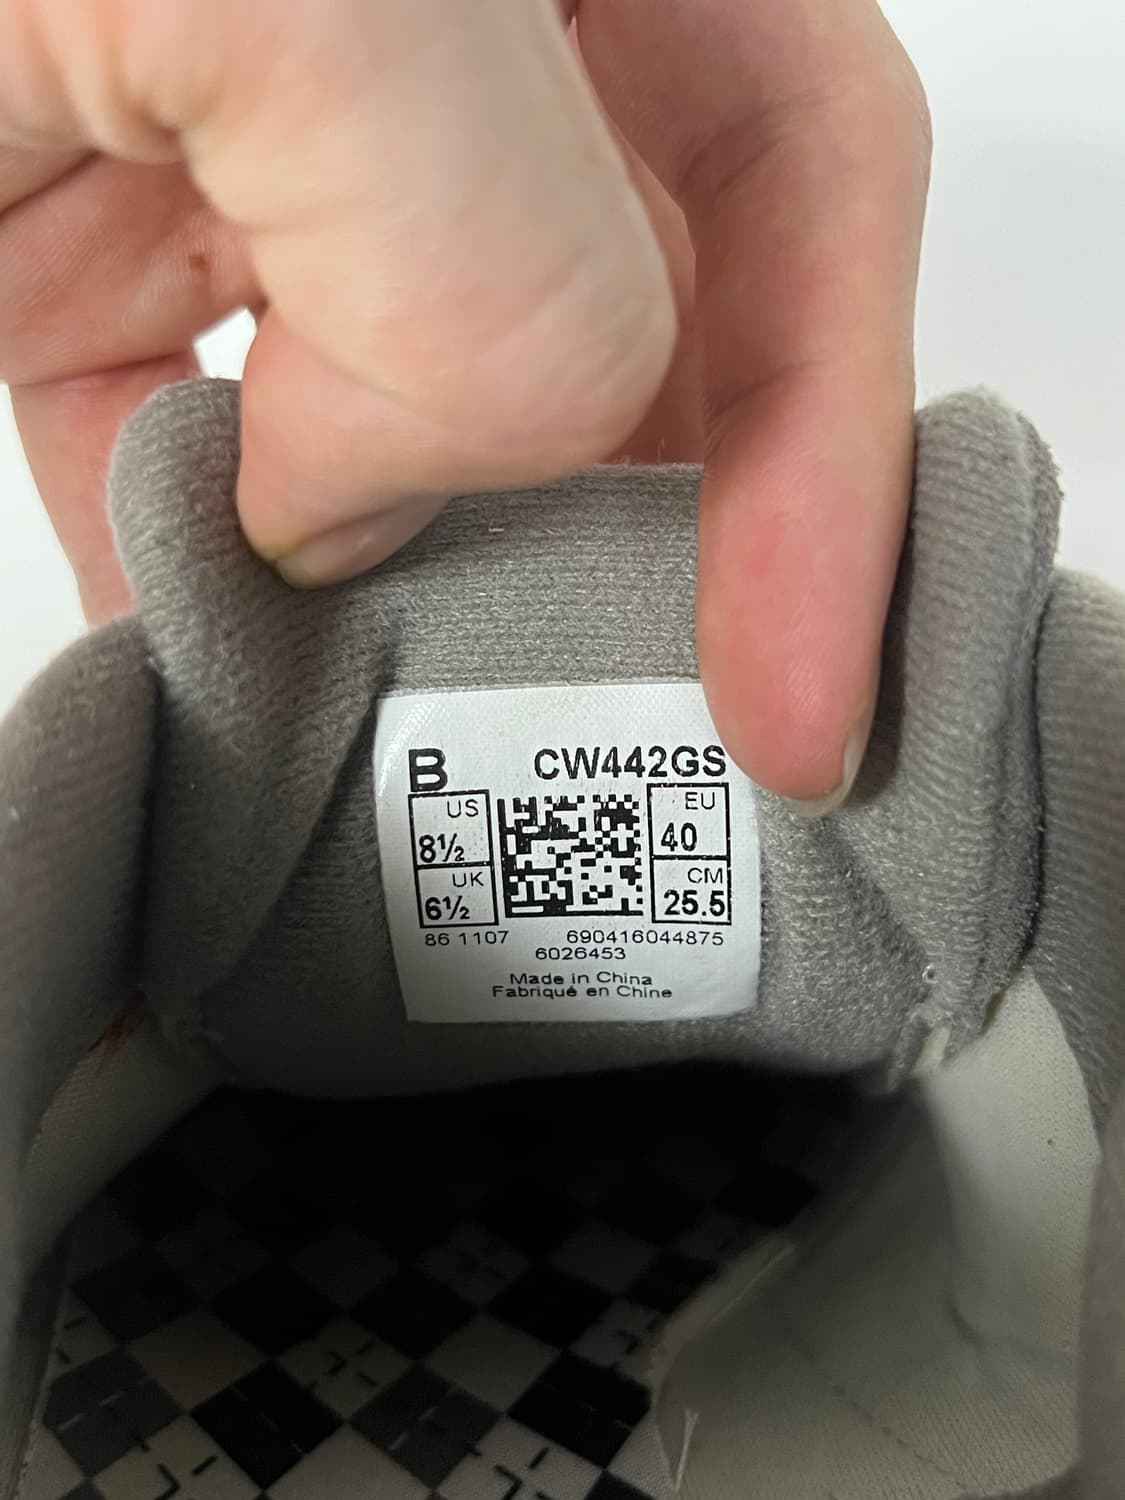 B CW442GS
US EU
8½ 40
UK CM
6½ 25.5
86 1107 690416044875
6026453
Made in China
Fabriqué en Chine